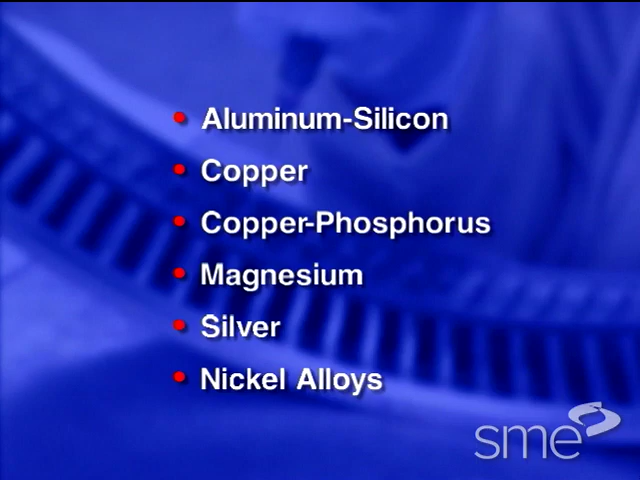 Aluminum-Silicon
Copper
Copper-Phosphorus
Magnesium
Silver
Nickel Alloys
sme